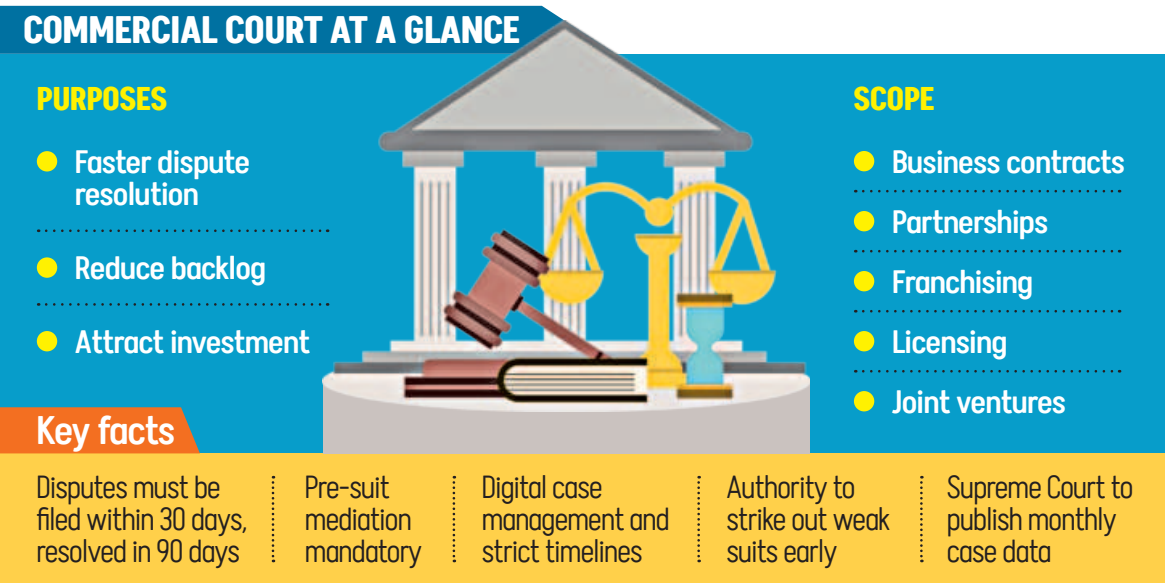 COMMERCIAL COURT AT A GLANCE
PURPOSES
Faster dispute
resolution
Reduce backlog
Attract investment
SCOPE
Business contracts
Partnerships
Franchising
Licensing
Joint ventures
Key facts
Disputes must be
filed within 30 days,
resolved in 90 days
Pre-suit
mediation
mandatory
Digital case
management and
strict timelines
Authority to
strike out weak
suits early
Supreme Court to
publish monthly
case data